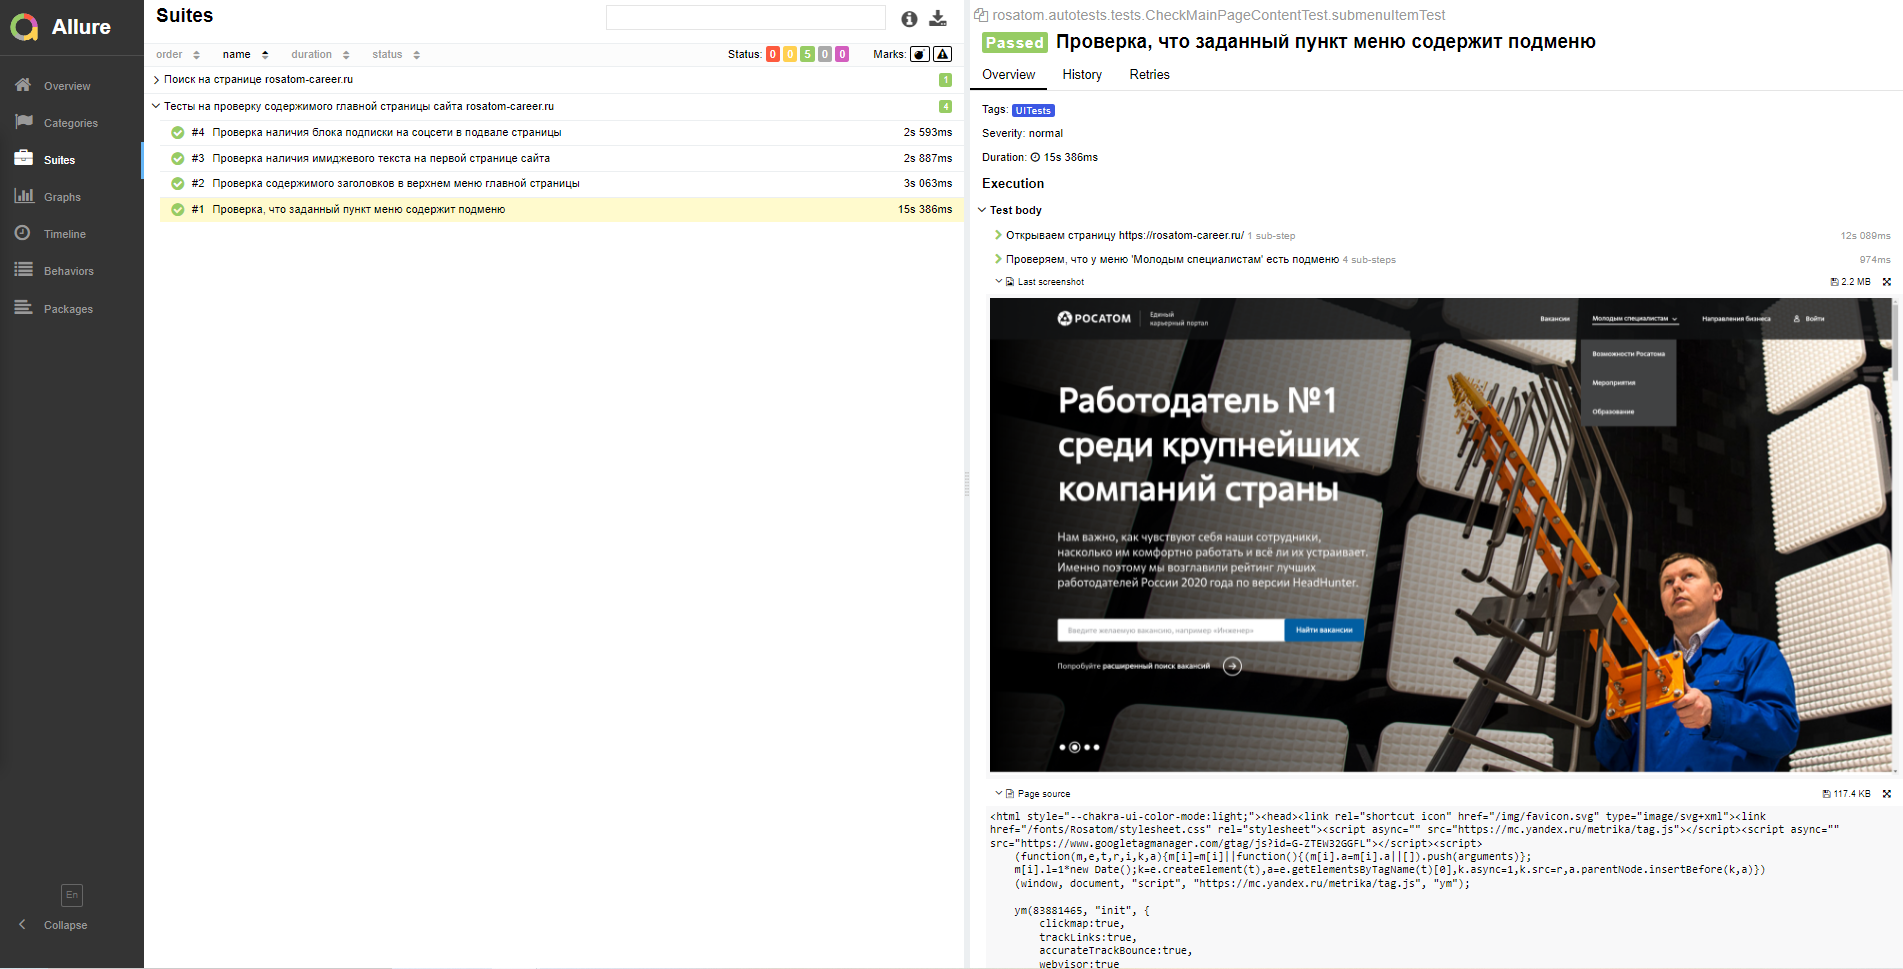 Allure
Overview
Categories
Suites
Graphs
Timeline
Behaviors
Packages
En
Collapse
Suites
order name duration status Status: 0 0 5 0 0 Marks:
Поиск на странице rosatom-career.ru 1
Тесты на проверку содержимого главной страницы сайта rosatom-career.ru 4
#4 Проверка наличия блока подписки на соцсети в подвале страницы 2s 593ms
#3 Проверка наличия имиджевого текста на первой странице сайта 2s 887ms
#2 Проверка содержимого заголовков в верхнем меню главной страницы 3s 063ms
#1 Проверка, что заданный пункт меню содержит подменю 15s 386ms
rosatom.autotests.tests.CheckMainPageContentTest.submenuItemTest
Passed Проверка, что заданный пункт меню содержит подменю
Overview History Retries
Tags: UITests
Severity: normal
Duration: 15s 386ms
Execution
Test body
Открываем страницу https://rosatom-career.ru/ 1 sub-step 12s 089ms
Проверяем, что у меню 'Молодым специалистам' есть подменю 4 sub-steps 974ms
Last screenshot 2.2 MB
РОСАТОМ Единый карьерный портал Вакансии Молодым специалистам Направления бизнеса Войти
Возможности Росатома
Мероприятия
Образование
Работодатель №1
среди крупнейших
компаний страны
Нам важно, как чувствуют себя наши сотрудники,
насколько им комфортно работать и всё ли их устраивает.
Именно поэтому мы возглавили рейтинг лучших
работодателей России 2020 года по версии HeadHunter.
Введите желаемую вакансию, например «Инженер» Найти вакансии
Попробуйте расширенный поиск вакансий
Page source 117.4 KB
<html style="--chakra-ui-color-mode:light;"><head><link rel="shortcut icon" href="/img/favicon.svg" type="image/svg+xml"><link
href="/fonts/Rosatom/stylesheet.css" rel="stylesheet"><script async="" src="https://mc.yandex.ru/metrika/tag.js"></script><script async=""
src="https://www.googletagmanager.com/gtag/js?id=G-ZTEW32GGFL"></script><script>
(function(m,e,t,r,i,k,a){m[i]=m[i]||function(){(m[i].a=m[i].a||[]).push(arguments)};
m[i].l=1*new Date();k=e.createElement(t),a=e.getElementsByTagName(t)[0],k.async=1,k.src=r,a.parentNode.insertBefore(k,a)})
(window, document, "script", "https://mc.yandex.ru/metrika/tag.js", "ym");
ym(83881465, "init", {
clickmap:true,
trackLinks:true,
accurateTrackBounce:true,
webvisor:true